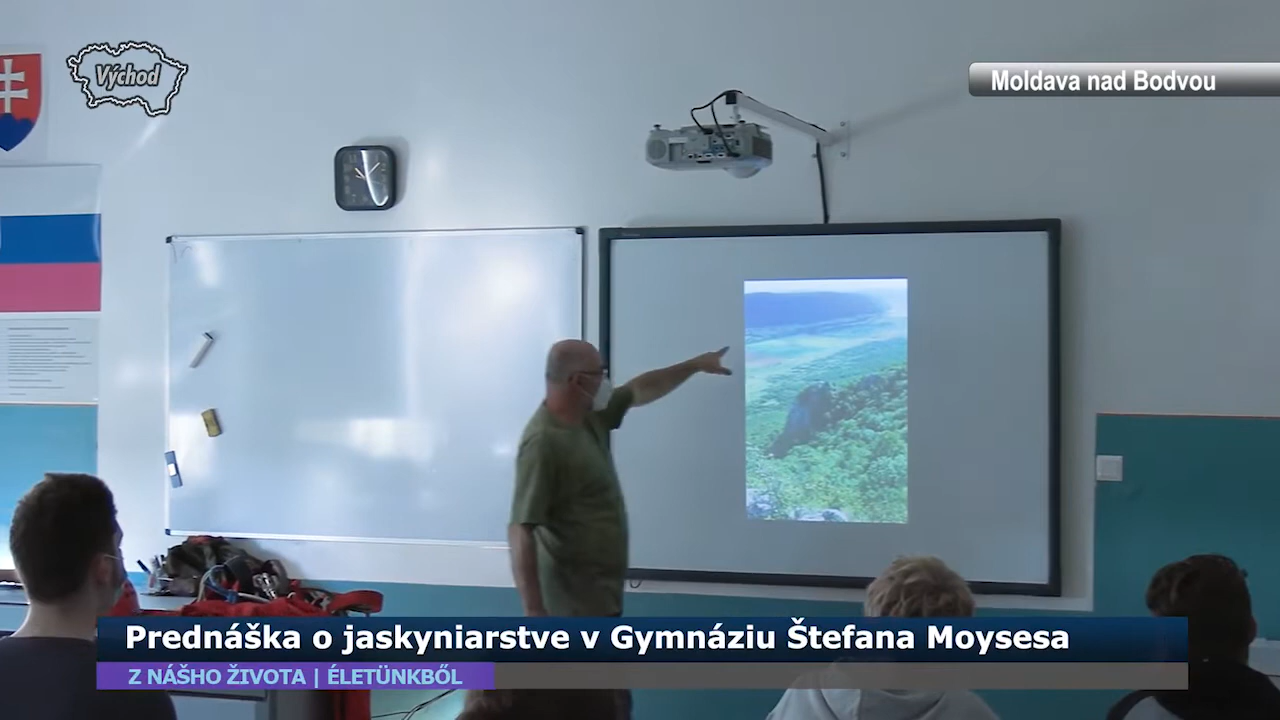 Východ
Moldava nad Bodvou
Prednáška o jaskyniarstve v Gymnáziu Štefana Moysesa
Z NÁŠHO ŽIVOTA | ÉLETÜNKBŐL